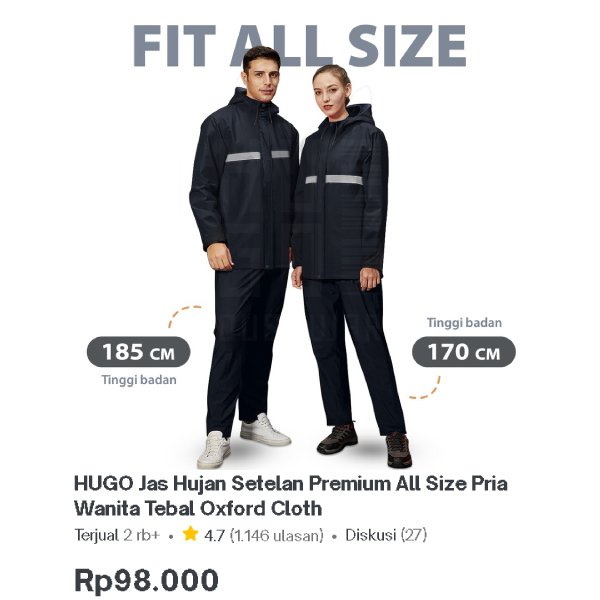 FIT ALL SIZE
185 CM
Tinggi badan
Tinggi badan
170 CM
HUGO Jas Hujan Setelan Premium All Size Pria
Wanita Tebal Oxford Cloth
Terjual 2 rb+ • 4.7 (1.146 ulasan) • Diskusi (27)
Rp98.000